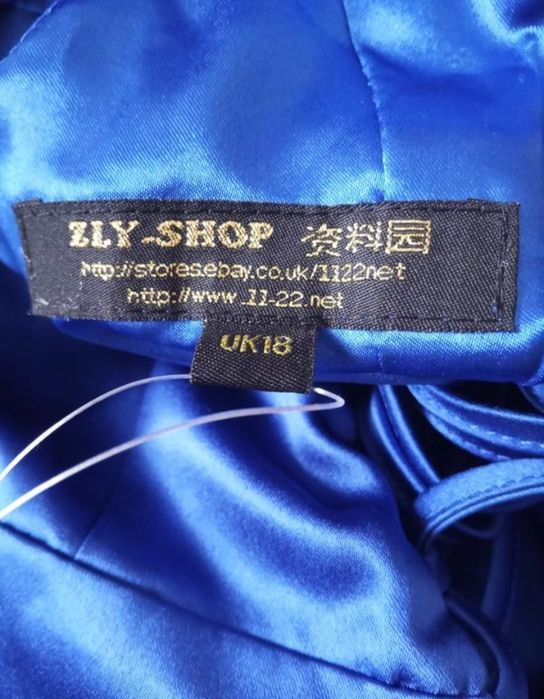 ZLY-SHOP 资料园
http://stores.ebay.co.uk/1122net
http://www.11-22.net
UK18